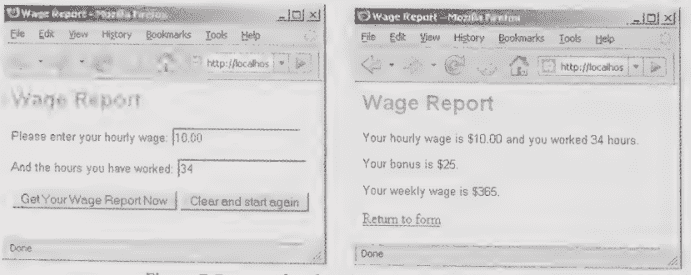 Wage Report - Mozilla Firefox
File Edit View History Bookmarks Tools Help
http://localhos
Wage Report
Please enter your hourly wage: 10.00
And the hours you have worked: 34
Get Your Wage Report Now Clear and start again
Done
Wage Report - Mozilla Firefox
File Edit View History Bookmarks Tools Help
http://localhos
Wage Report
Your hourly wage is $10.00 and you worked 34 hours.
Your bonus is $25.
Your weekly wage is $365.
Return to form
Done